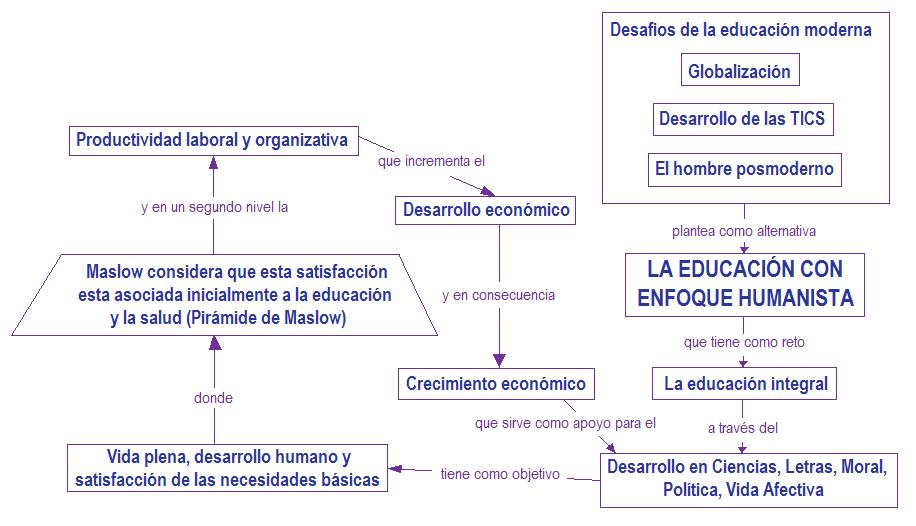 Desafios de la educación moderna
Globalización
Desarrollo de las TICS
El hombre posmoderno
plantea como alternativa
LA EDUCACIÓN CON
ENFOQUE HUMANISTA
que tiene como reto
La educación integral
a través del
Desarrollo en Ciencias, Letras, Moral,
Política, Vida Afectiva
tiene como objetivo
Vida plena, desarrollo humano y
satisfacción de las necesidades básicas
donde
Maslow considera que esta satisfacción
esta asociada inicialmente a la educación
y la salud (Pirámide de Maslow)
y en un segundo nivel la
Productividad laboral y organizativa
que incrementa el
Desarrollo económico
y en consecuencia
Crecimiento económico
que sirve como apoyo para el